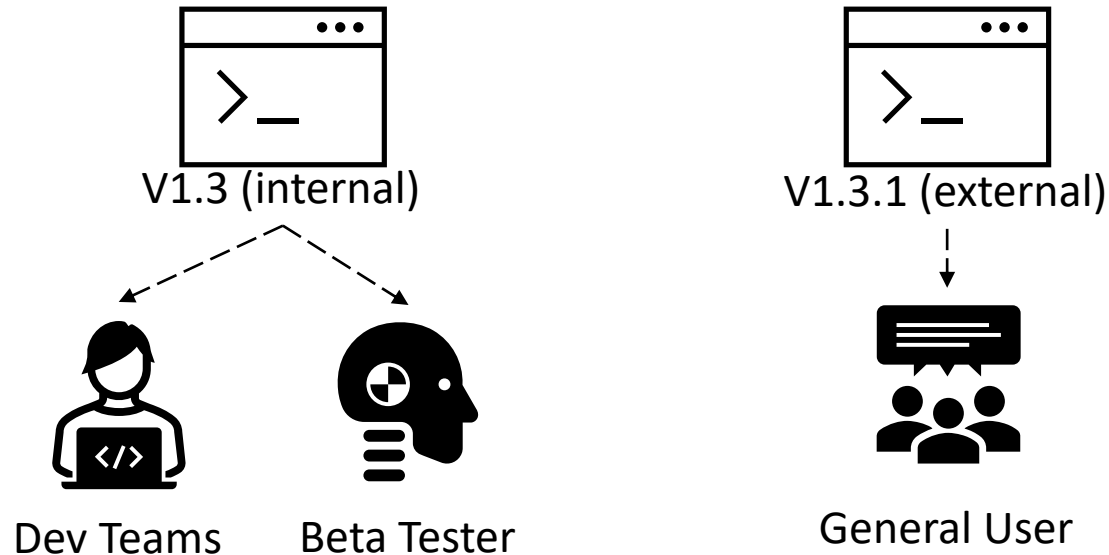 V1.3 (internal)
V1.3.1 (external)
</>
Dev Teams
Beta Tester
General User